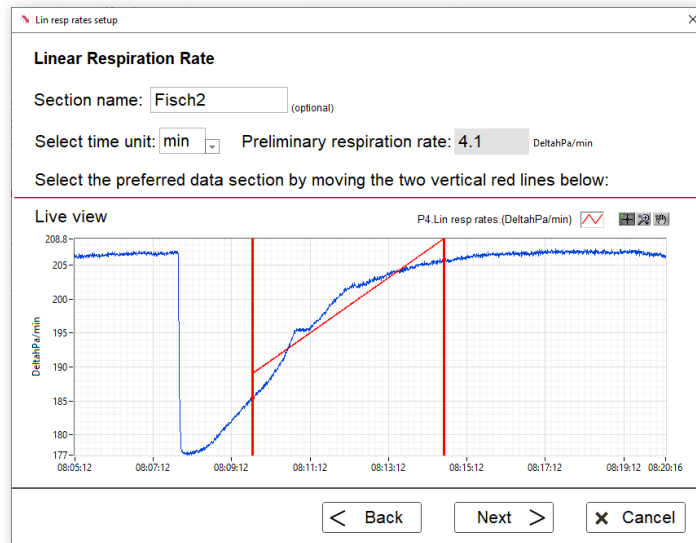 Lin resp rates setup
Linear Respiration Rate
Section name: Fisch2 (optional)
Select time unit: min Preliminary respiration rate: 4.1 DeltahPa/min
Select the preferred data section by moving the two vertical red lines below:
Live view P4.Lin resp rates.(DeltahPa/min)
208.8
205
200
195
190
185
180
177
DeltahPa/min
08:05:12 08:07:12 08:09:12 08:11:12 08:13:12 08:15:12 08:17:12 08:19:12 08:20:16
< Back Next > Cancel